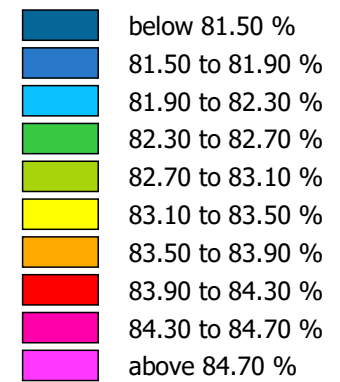 below 81.50 %
81.50 to 81.90 %
81.90 to 82.30 %
82.30 to 82.70 %
82.70 to 83.10 %
83.10 to 83.50 %
83.50 to 83.90 %
83.90 to 84.30 %
84.30 to 84.70 %
above 84.70 %